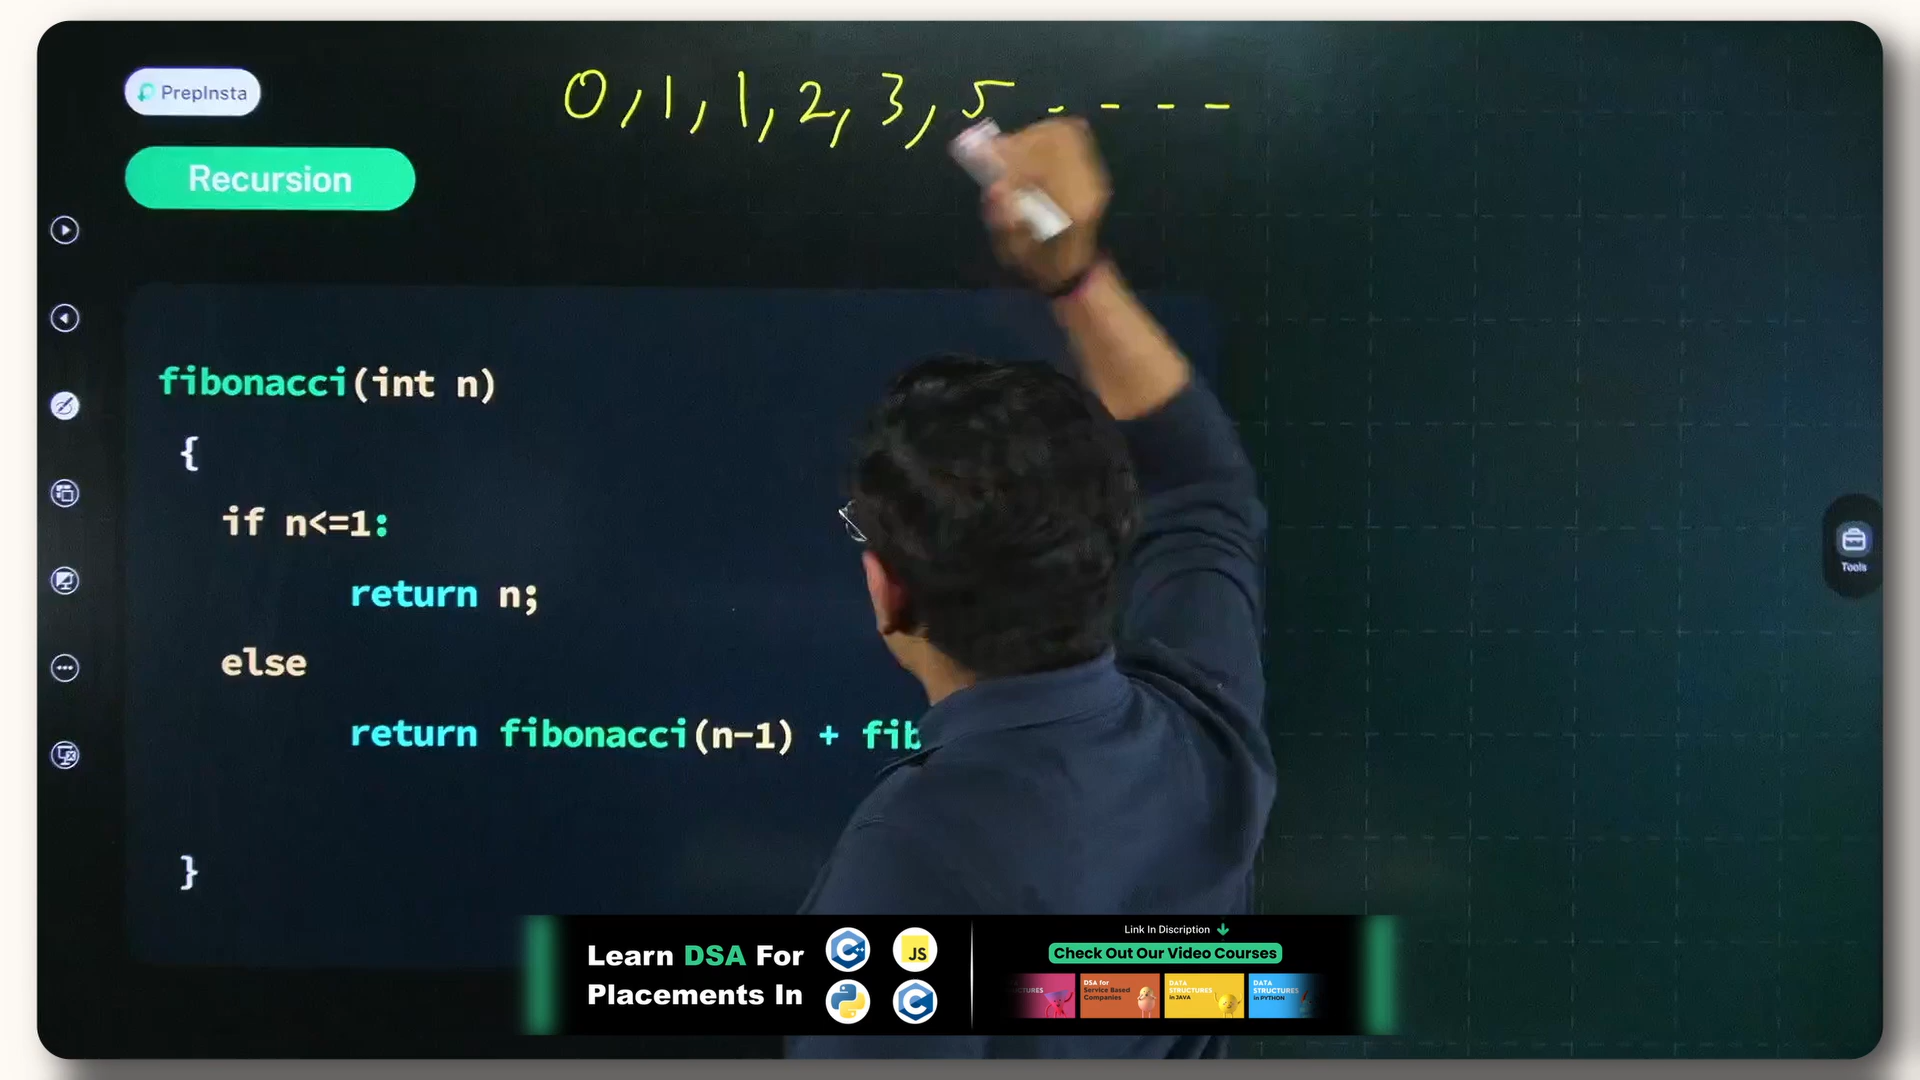 PrepInsta
0,1,1,2,3,5 - - - -
Recursion
fibonacci(int n)
{
if n<=1:
return n;
else
return fibonacci(n-1) + fib
}
Tools
Learn DSA For
Placements In
JS
Link In Discription
Check Out Our Video Courses
DSA for
Service Based
Companies
DATA
STRUCTURES
in JAVA
DATA
STRUCTURES
in PYTHON